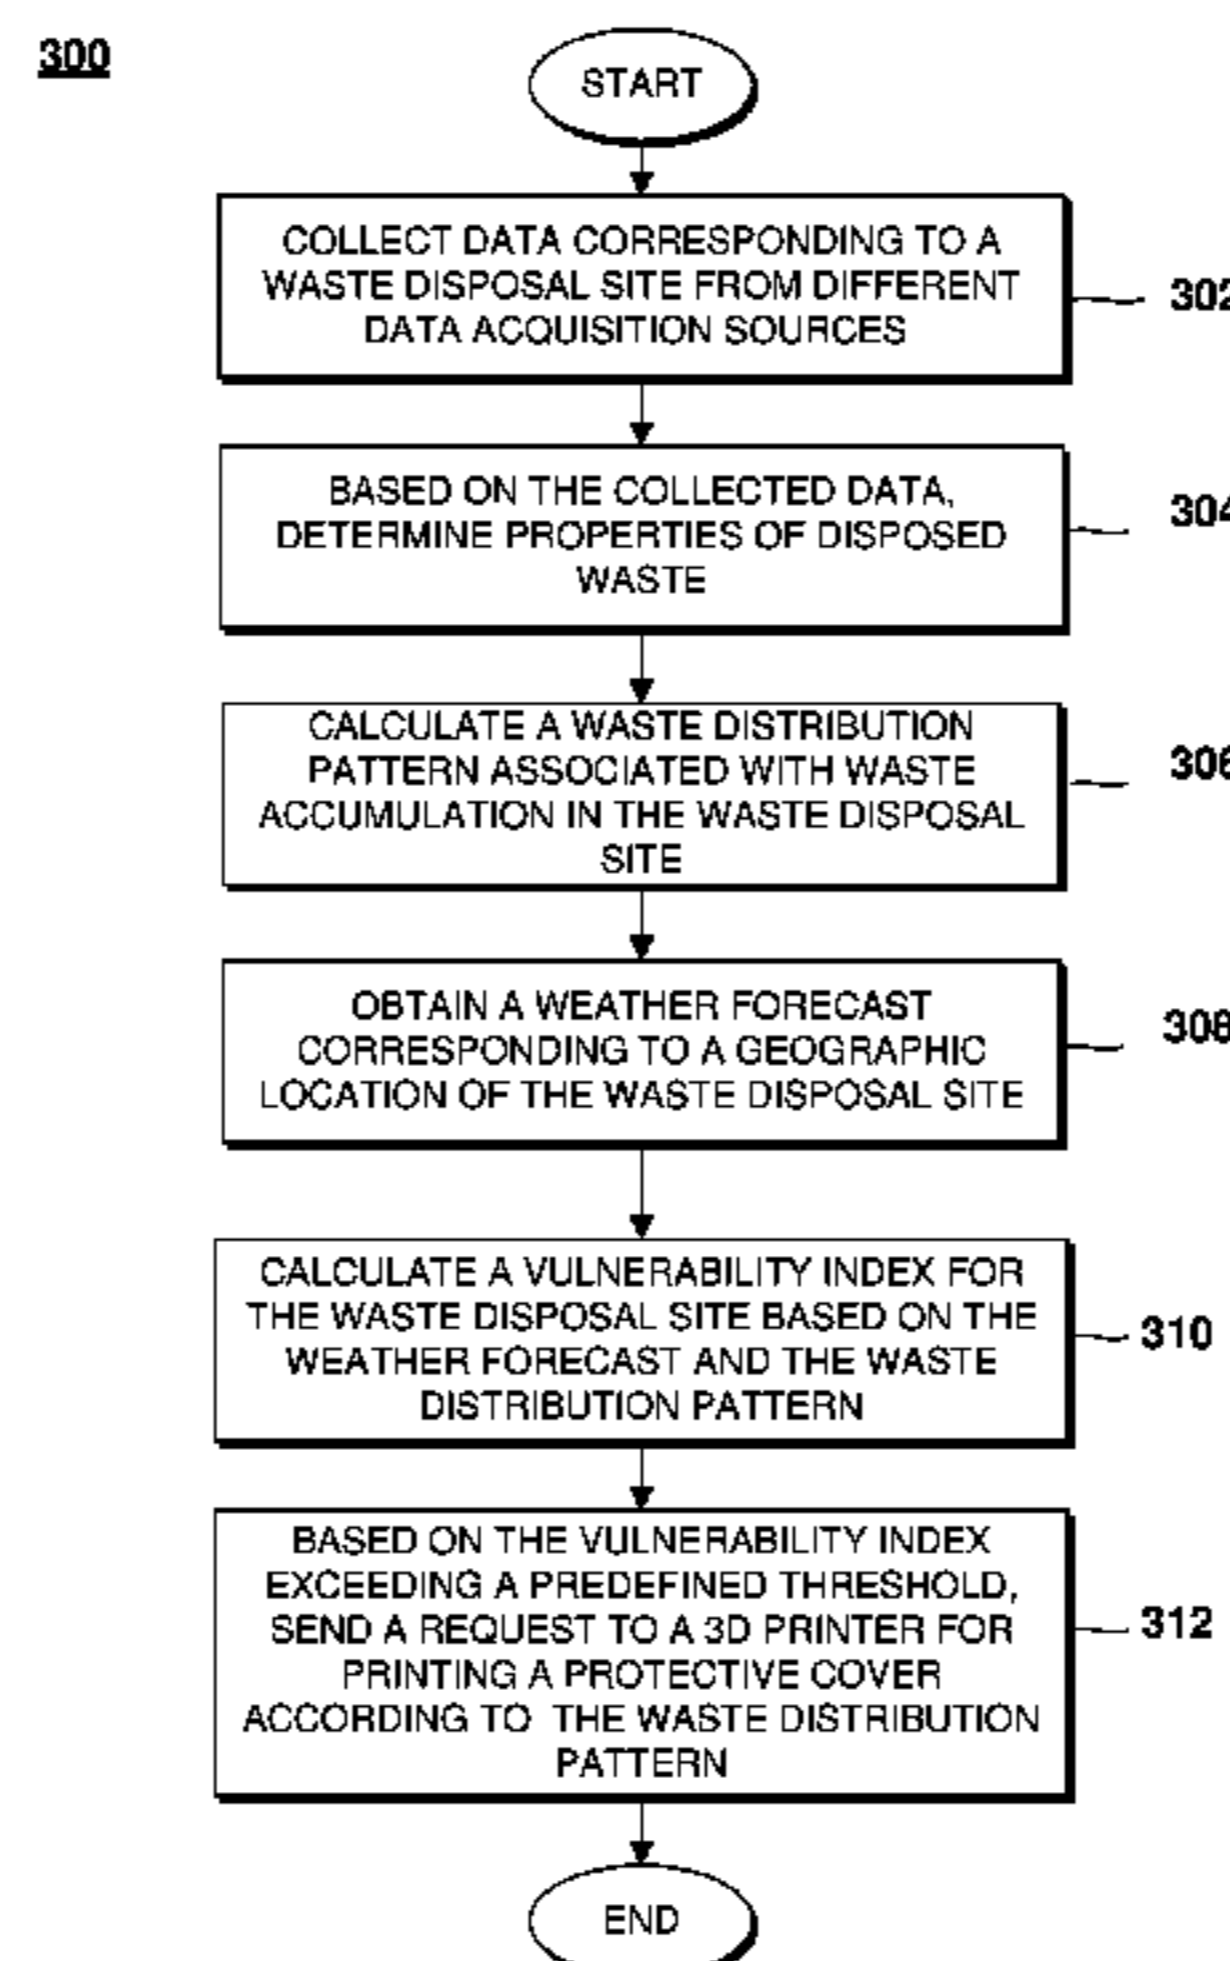 300
START
COLLECT DATA CORRESPONDING TO A
WASTE DISPOSAL SITE FROM DIFFERENT
DATA ACQUISITION SOURCES
302
BASED ON THE COLLECTED DATA,
DETERMINE PROPERTIES OF DISPOSED
WASTE
304
CALCULATE A WASTE DISTRIBUTION
PATTERN ASSOCIATED WITH WASTE
ACCUMULATION IN THE WASTE DISPOSAL
SITE
306
OBTAIN A WEATHER FORECAST
CORRESPONDING TO A GEOGRAPHIC
LOCATION OF THE WASTE DISPOSAL SITE
308
CALCULATE A VULNERABILITY INDEX FOR
THE WASTE DISPOSAL SITE BASED ON THE
WEATHER FORECAST AND THE WASTE
DISTRIBUTION PATTERN
310
BASED ON THE VULNERABILITY INDEX
EXCEEDING A PREDEFINED THRESHOLD,
SEND A REQUEST TO A 3D PRINTER FOR
PRINTING A PROTECTIVE COVER
ACCORDING TO THE WASTE DISTRIBUTION
PATTERN
312
END